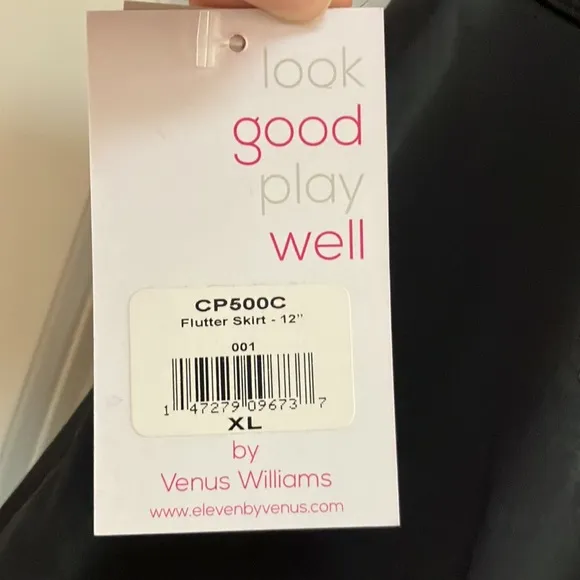 look
good
play
well
CP500C
Flutter Skirt - 12"
001
1 47279 09673 7
XL
by
Venus Williams
www.elevenbyvenus.com